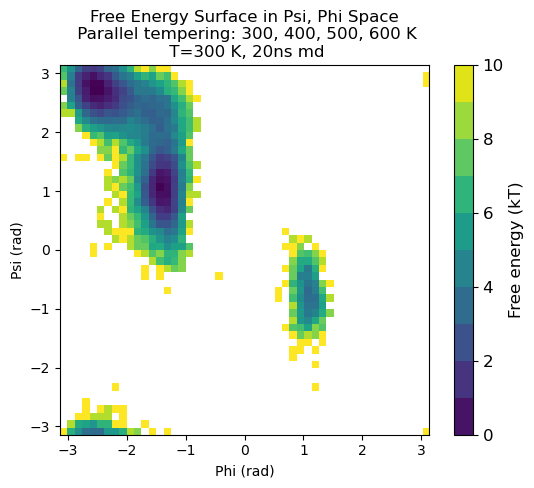 Free Energy Surface in Psi, Phi Space
Parallel tempering: 300, 400, 500, 600 K
T=300 K, 20ns md
3
2
1
0
−1
−2
−3
Psi (rad)
−3 −2 −1 0 1 2 3
Phi (rad)
10
8
6
4
2
0
Free energy (kT)